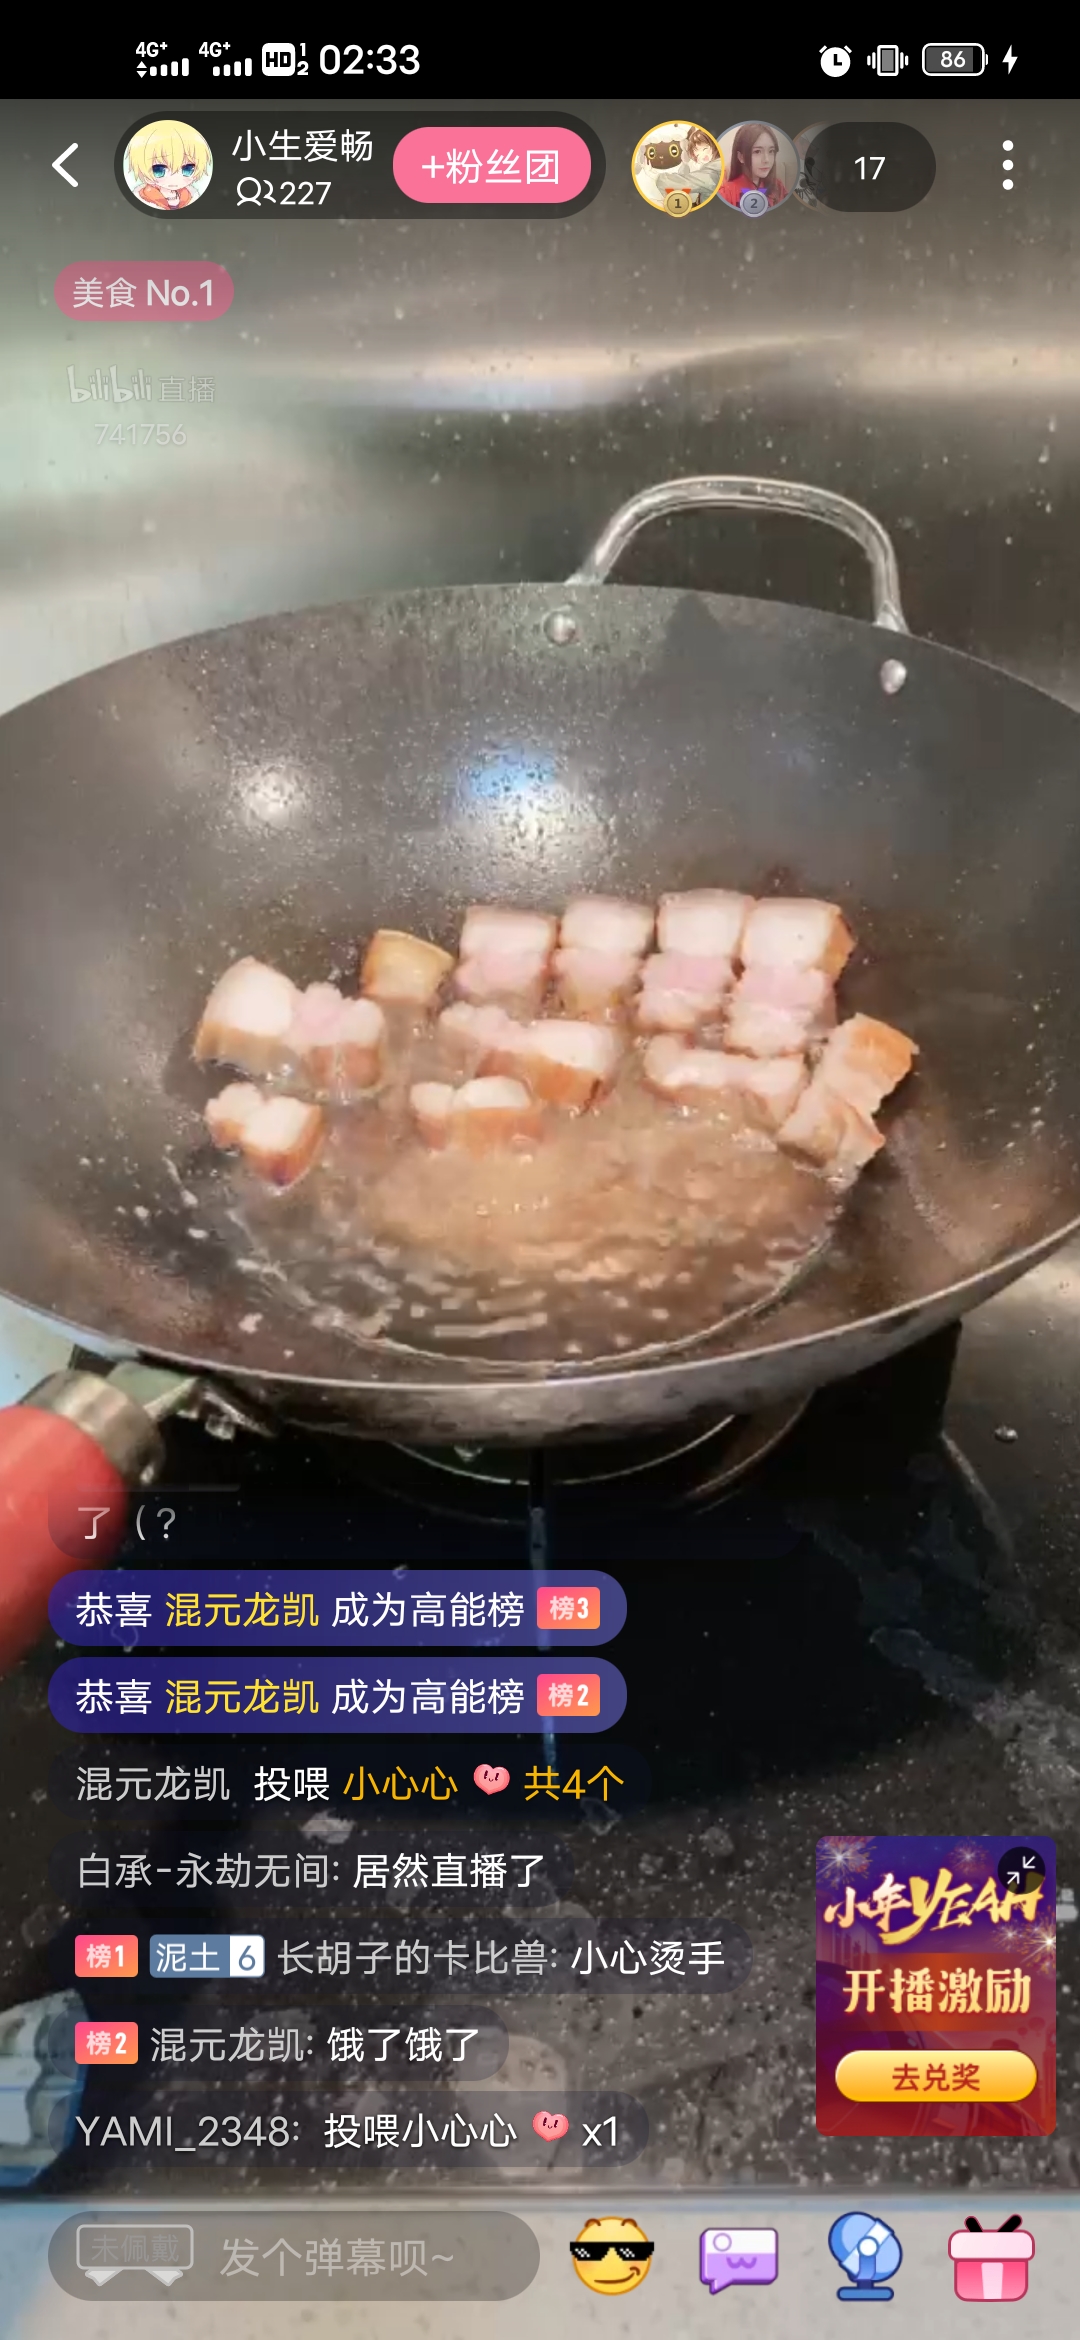 4G+ 4G+ HD 1 2 02:33 86
小生爱畅
227
+粉丝团
1 2 17
美食 No.1
bilibili 直播
741756
了（?
恭喜 混元龙凯 成为高能榜 榜3
恭喜 混元龙凯 成为高能榜 榜2
混元龙凯 投喂 小心心 共4个
白承-永劫无间: 居然直播了
榜1 泥土 6 长胡子的卡比兽: 小心烫手
榜2 混元龙凯: 饿了饿了
YAMI_2348: 投喂小心心 x1
小年YEAH
开播激励
去兑奖
未佩戴 发个弹幕呗~